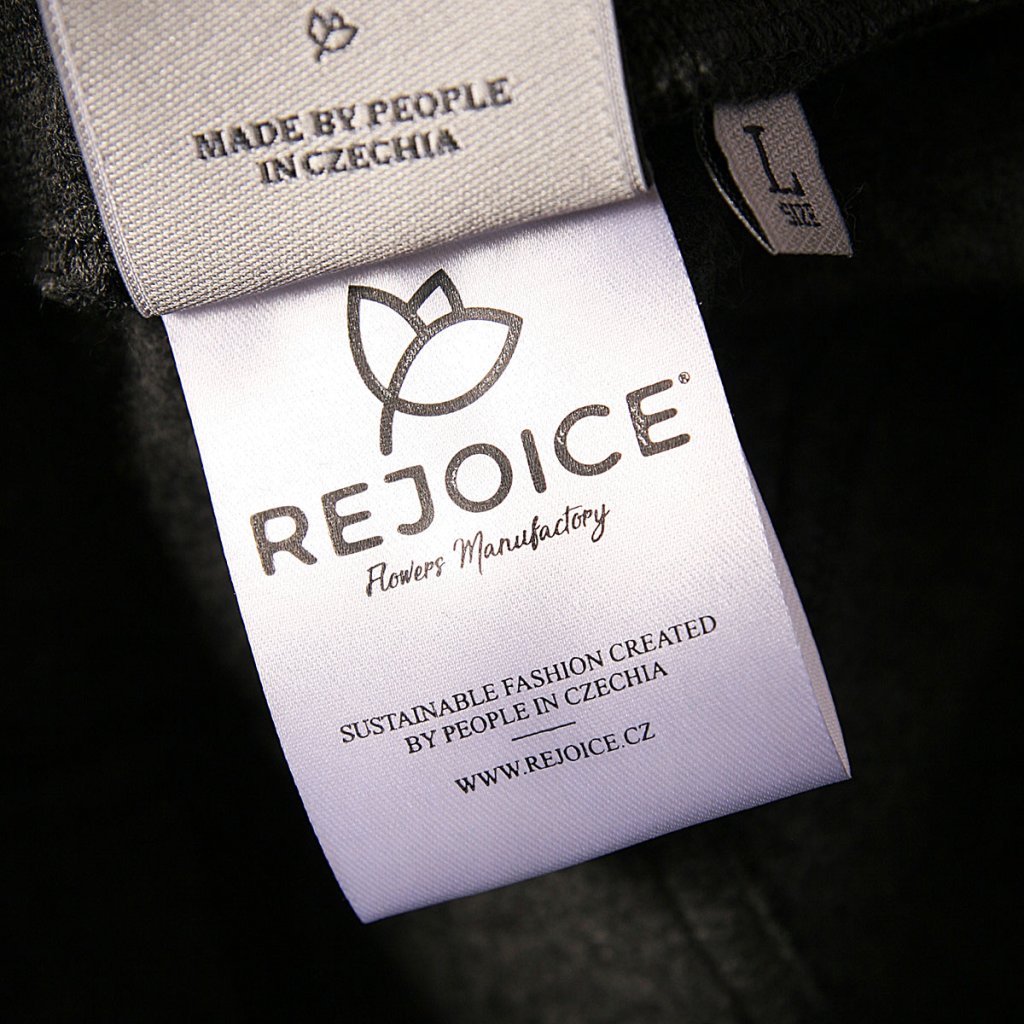 MADE BY PEOPLE
IN CZECHIA
L
SIZE
REJOICE®
Flowers Manufactory
SUSTAINABLE FASHION CREATED
BY PEOPLE IN CZECHIA
WWW.REJOICE.CZ